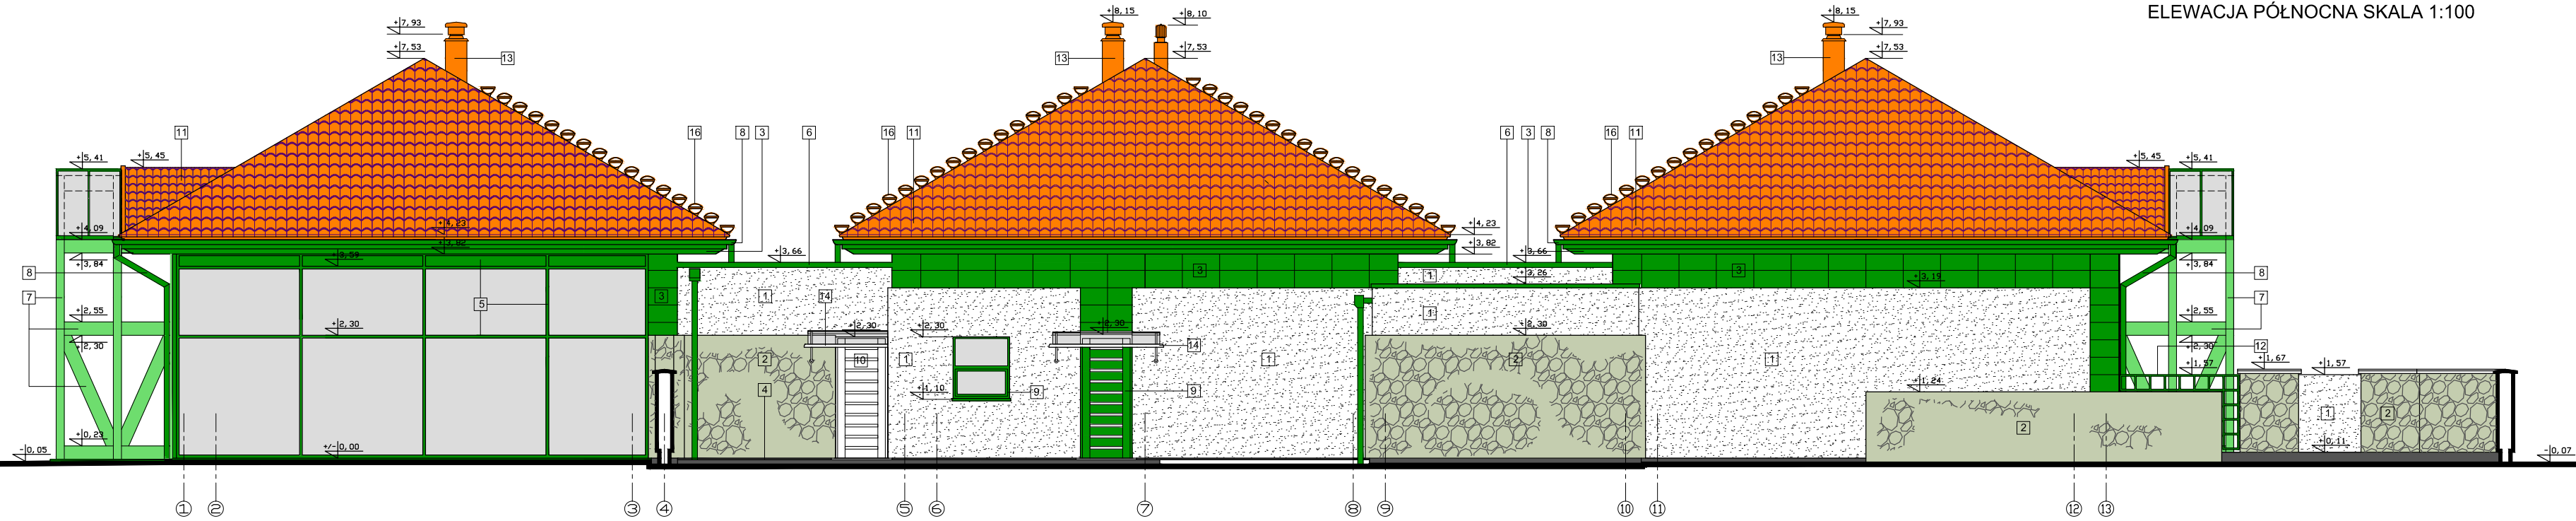 ELEWACJA PÓŁNOCNA SKALA 1:100
+7,93 +8,15 +8,10 +8,15 +7,93
+7,53 13 13 +7,53 13 +7,53
11 16 8 3 6 16 11 6 3 8 16 11
+5,41 +5,45 +5,45 +5,41
+4,09 +4,23 +4,23 +4,09
+3,82 +3,82
+3,84 +3,59 +3,66 +3,66 +3,84
8 3 3 1 +3,26 3 +3,19 8
7 5 3 1 14 1 7
+2,55 +2,30 +2,30 +2,30 +2,30 +2,30 +2,55
+2,30 14 +2,30 12
2 10 1 1 2 1 +1,57 +1,67 +1,57
4 +1,10 9 9 +1,24
1 2
+0,23 +/-0,00 2 +0,11
-0,05 -0,07
1 2 3 4 5 6 7 8 9 10 11 12 13